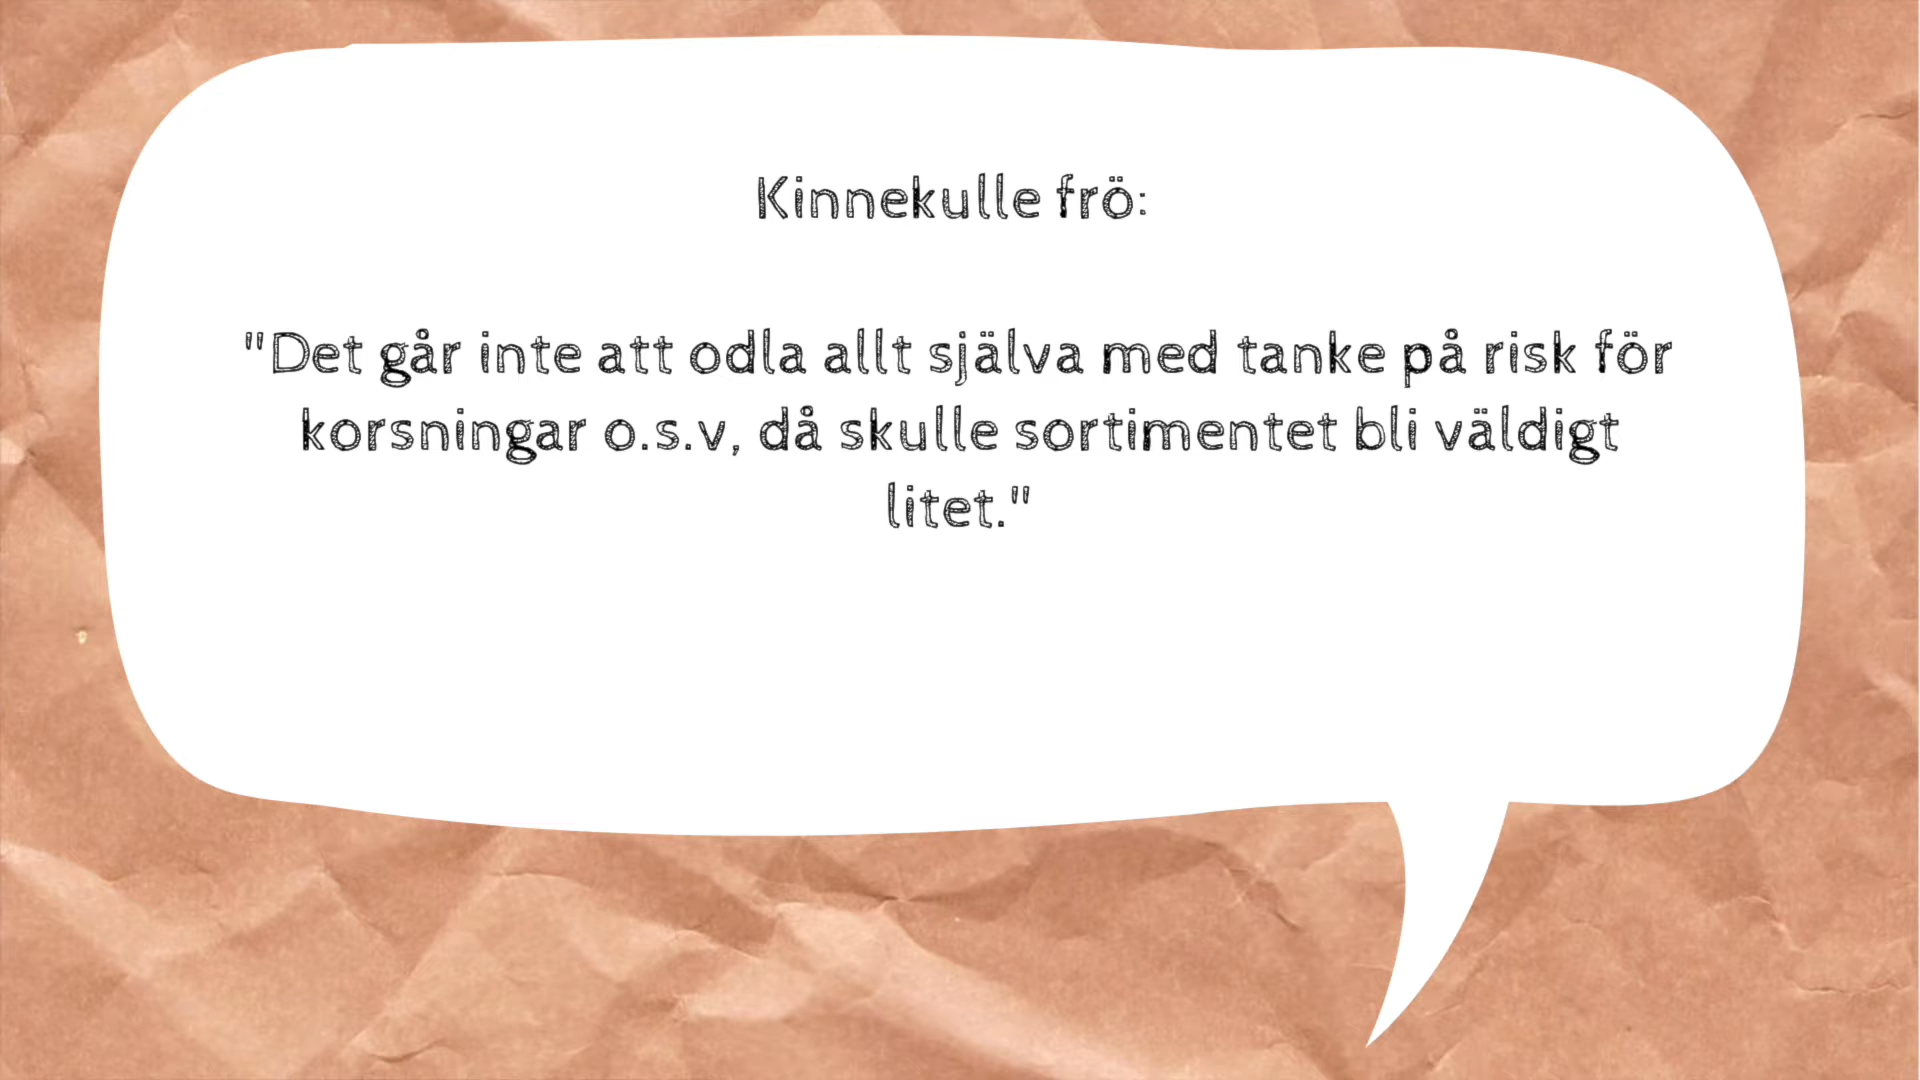 Kinnekulle frö:
"Det går inte att odla allt själva med tanke på risk för
korsningar o.s.v, då skulle sortimentet bli väldigt
litet."